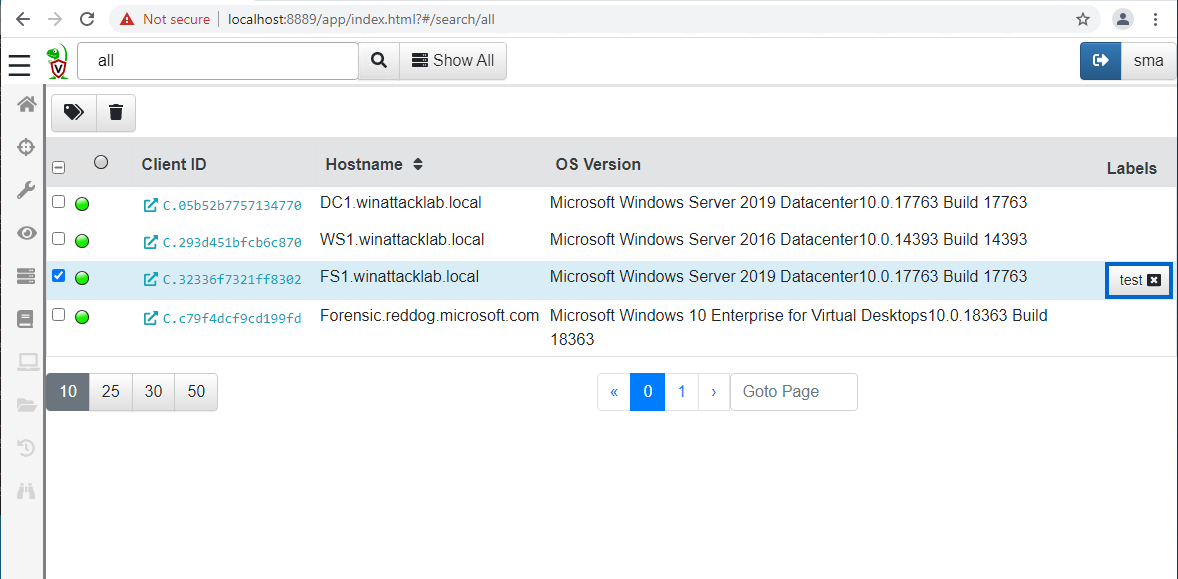 Not secure localhost:8889/app/index.html?#/search/all
V all Show All sma
Client ID Hostname OS Version Labels
C.05b52b7757134770 DC1.winattacklab.local Microsoft Windows Server 2019 Datacenter10.0.17763 Build 17763
C.293d451bfcb6c870 WS1.winattacklab.local Microsoft Windows Server 2016 Datacenter10.0.14393 Build 14393
C.32336f7321ff8302 FS1.winattacklab.local Microsoft Windows Server 2019 Datacenter10.0.17763 Build 17763 test
C.c79f4dcf9cd199fd Forensic.reddog.microsoft.com Microsoft Windows 10 Enterprise for Virtual Desktops10.0.18363 Build
18363
10 25 30 50 « 0 1 › Goto Page